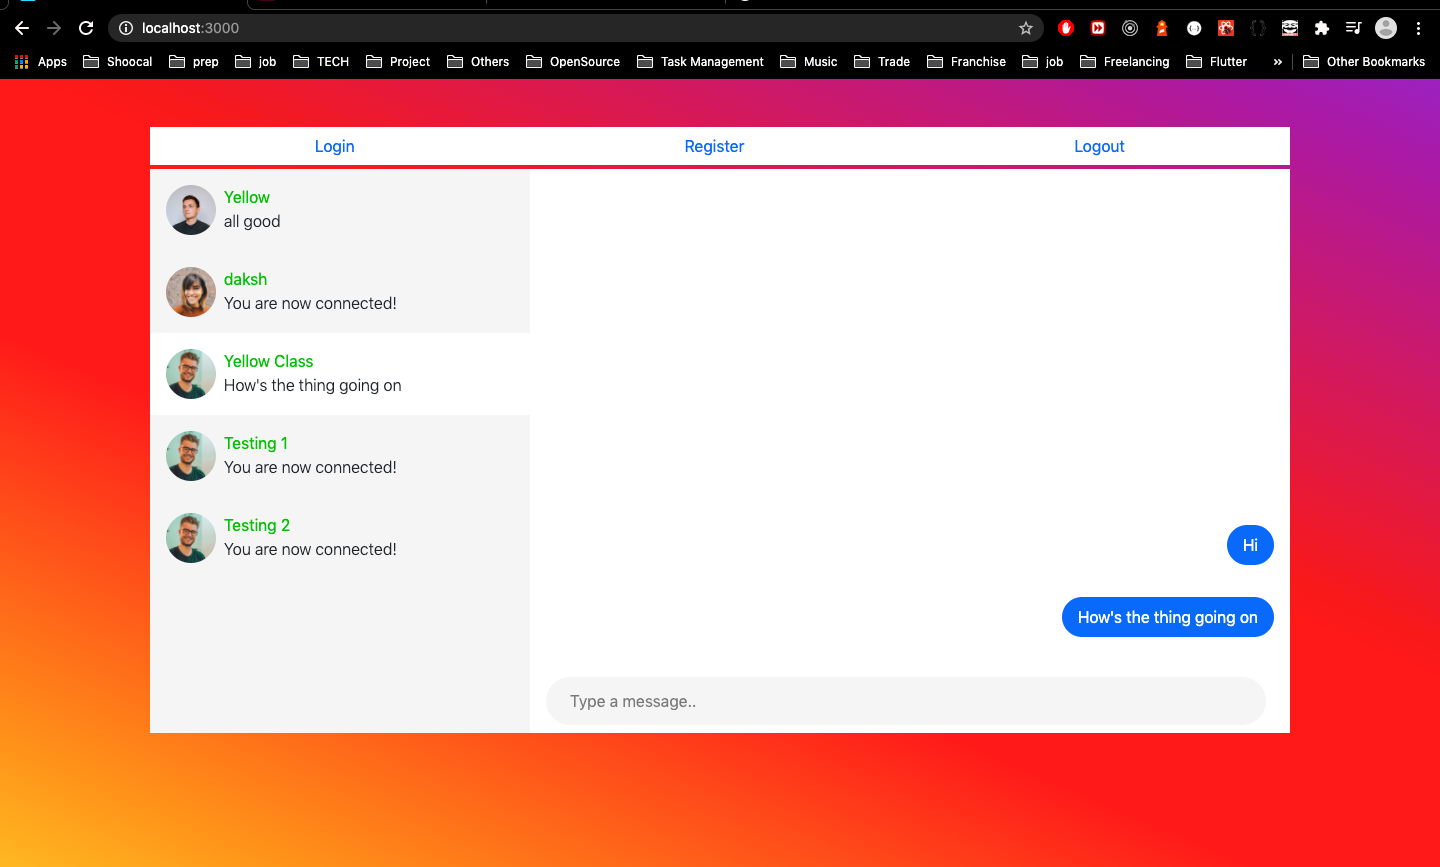 localhost:3000
Apps Shoocal prep job TECH Project Others OpenSource Task Management Music Trade Franchise job Freelancing Flutter » Other Bookmarks
Login Register Logout
Yellow
all good
daksh
You are now connected!
Yellow Class
How's the thing going on
Testing 1
You are now connected!
Testing 2
You are now connected!
Hi
How's the thing going on
Type a message..